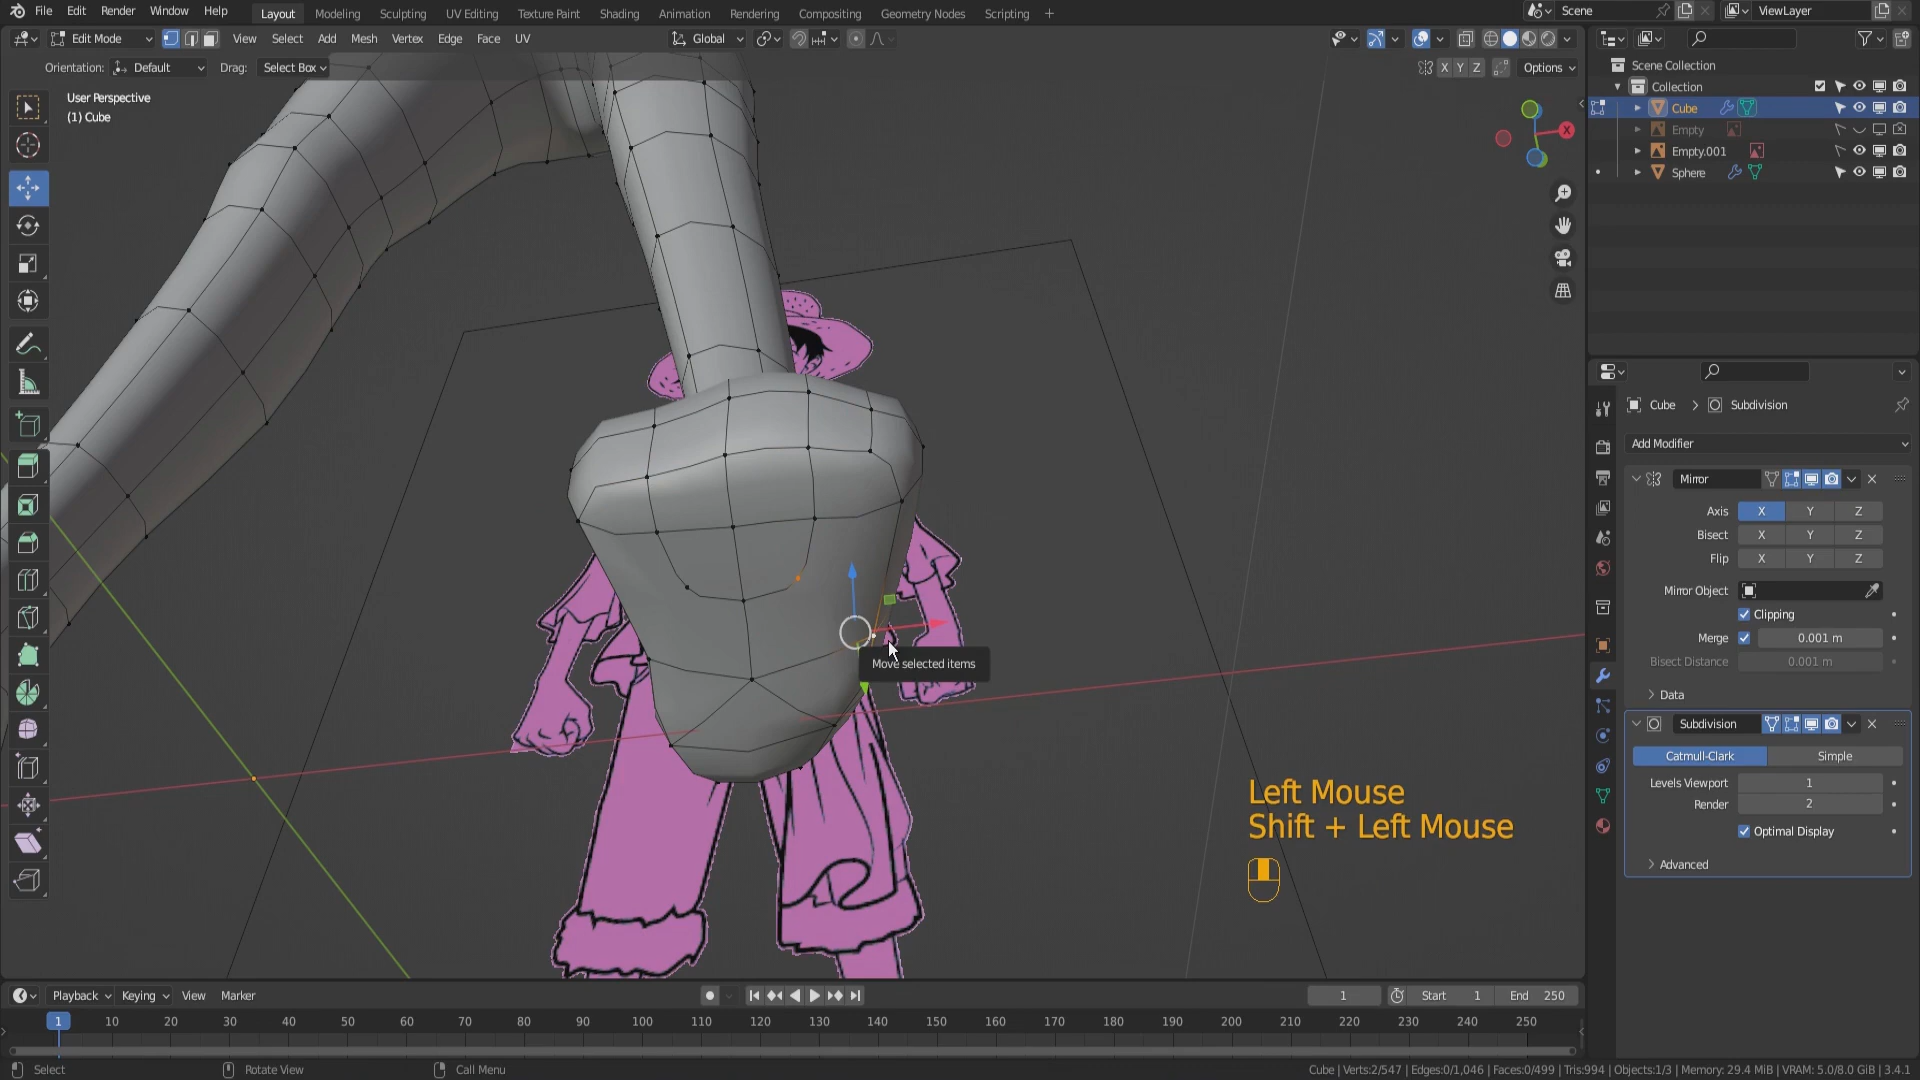 File Edit Render Window Help Layout Modeling Sculpting UV Editing Texture Paint Shading Animation Rendering Compositing Geometry Nodes Scripting + Scene ViewLayer
Edit Mode View Select Add Mesh Vertex Edge Face UV Global
Orientation: Default Drag: Select Box X Y Z Options
User Perspective
(1) Cube
X
Move selected items
Left Mouse
Shift + Left Mouse
Scene Collection
Collection
Cube
Empty
Empty.001
Sphere
Cube > Subdivision
Add Modifier
Mirror
Axis X Y Z
Bisect X Y Z
Flip X Y Z
Mirror Object
Clipping
Merge 0.001 m
Bisect Distance 0.001 m
Data
Subdivision
Catmull-Clark Simple
Levels Viewport 1
Render 2
Optimal Display
Advanced
Playback Keying View Marker 1 Start 1 End 250
1 10 20 30 40 50 60 70 80 90 100 110 120 130 140 150 160 170 180 190 200 210 220 230 240 250
Select Rotate View Call Menu Cube | Verts:2/547 | Edges:0/1,046 | Faces:0/499 | Tris:994 | Objects:1/3 | Memory: 29.4 MiB | VRAM: 5.0/8.0 GiB | 3.4.1